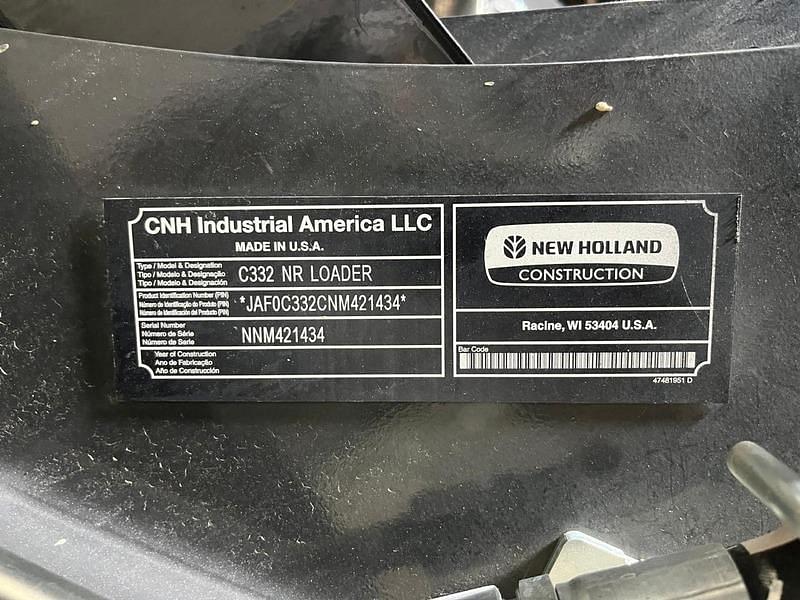 CNH Industrial America LLC
MADE IN U.S.A.
Type / Model & Designation
Tipo / Modelo & Designação
Tipo / Modelo & Designación
C332 NR LOADER
Product Identification Number (PIN)
Número de Identificação do Produto (PIN)
Número de Identificación del Producto (PIN)
*JAF0C332CNM421434*
Serial Number
Número de Série
Número de Serie
NNM421434
Year of Construction
Ano de Fabricação
Año de Construcción
NEW HOLLAND
CONSTRUCTION
Racine, WI 53404 U.S.A.
Bar Code
47481951 D